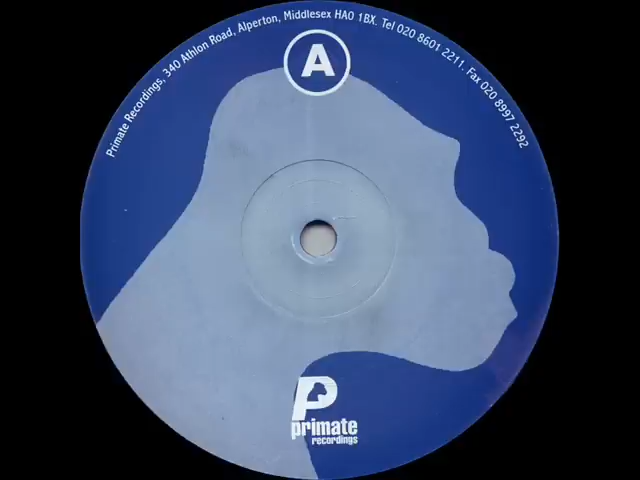 Primate Recordings, 340 Athlon Road, Alperton, Middlesex HA0 1BX. Tel 020 8601 2211. Fax 020 8997 2292
A
P
primate
recordings